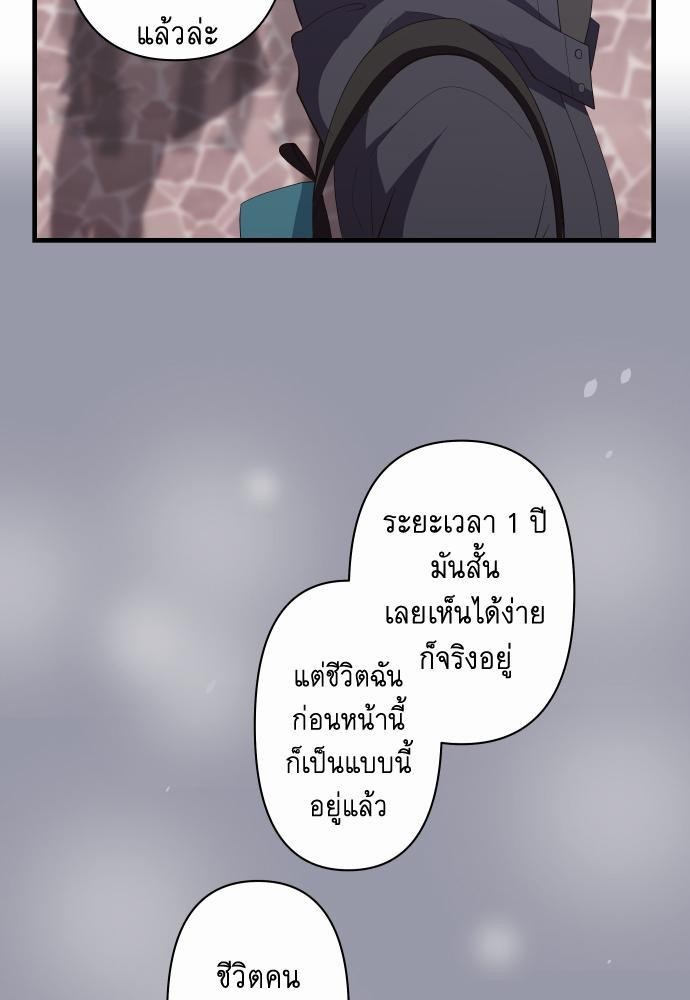 แล้วล่ะ
ระยะเวลา 1 ปี
มันสั้น
เลยเห็นได้ง่าย
ก็จริงอยู่
แต่ชีวิตฉัน
ก่อนหน้านี้
ก็เป็นแบบนี้
อยู่แล้ว
ชีวิตคน